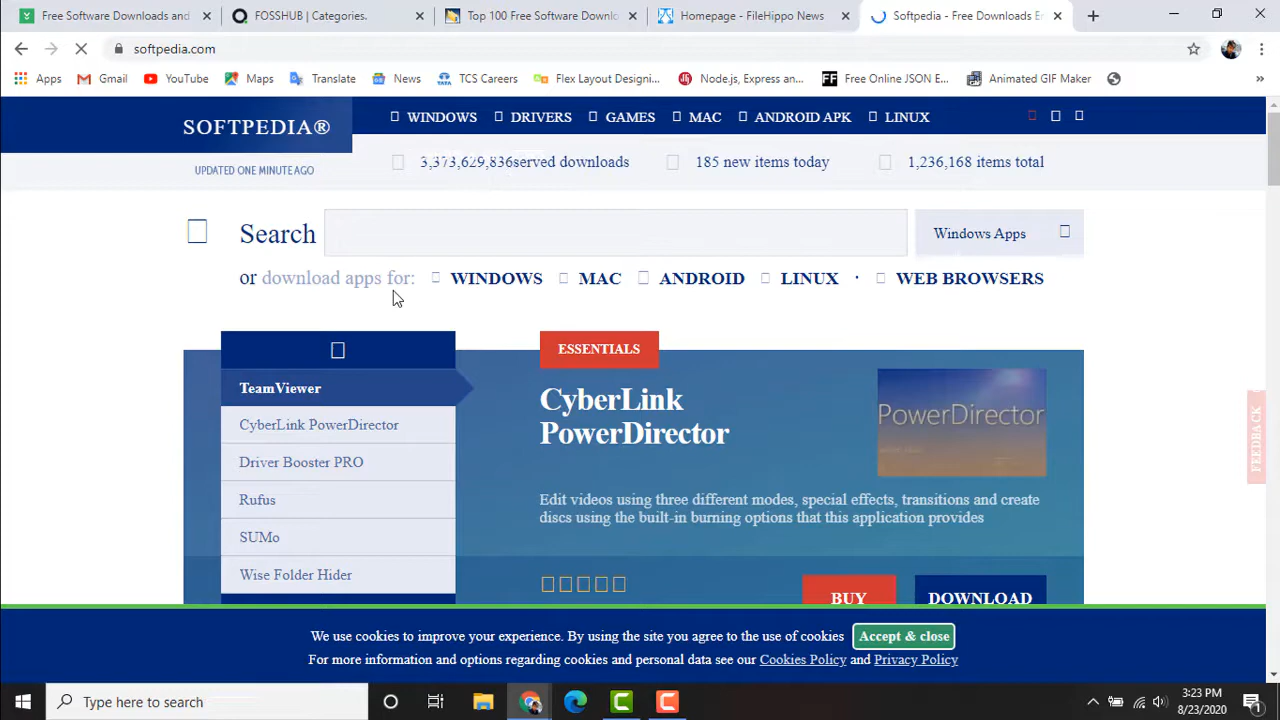 Free Software Downloads and
FOSSHUB | Categories.
Top 100 Free Software Downlo
Homepage - FileHippo News
Softpedia - Free Downloads En
softpedia.com
Apps
Gmail
YouTube
Maps
Translate
News
TCS Careers
Flex Layout Designi...
Node.js, Express an...
Free Online JSON E...
Animated GIF Maker
SOFTPEDIA®
WINDOWS
DRIVERS
GAMES
MAC
ANDROID APK
LINUX
UPDATED ONE MINUTE AGO
3,373,629,836served downloads
185 new items today
1,236,168 items total
Search
Windows Apps
or download apps for:
WINDOWS
MAC
ANDROID
LINUX
·
WEB BROWSERS
TeamViewer
CyberLink PowerDirector
Driver Booster PRO
Rufus
SUMo
Wise Folder Hider
ESSENTIALS
CyberLink
PowerDirector
PowerDirector
Edit videos using three different modes, special effects, transitions and create
discs using the built-in burning options that this application provides
BUY
DOWNLOAD
FEEDBACK
We use cookies to improve your experience. By using the site you agree to the use of cookies
Accept & close
For more information and options regarding cookies and personal data see our Cookies Policy and Privacy Policy
Type here to search
3:23 PM
8/23/2020
1